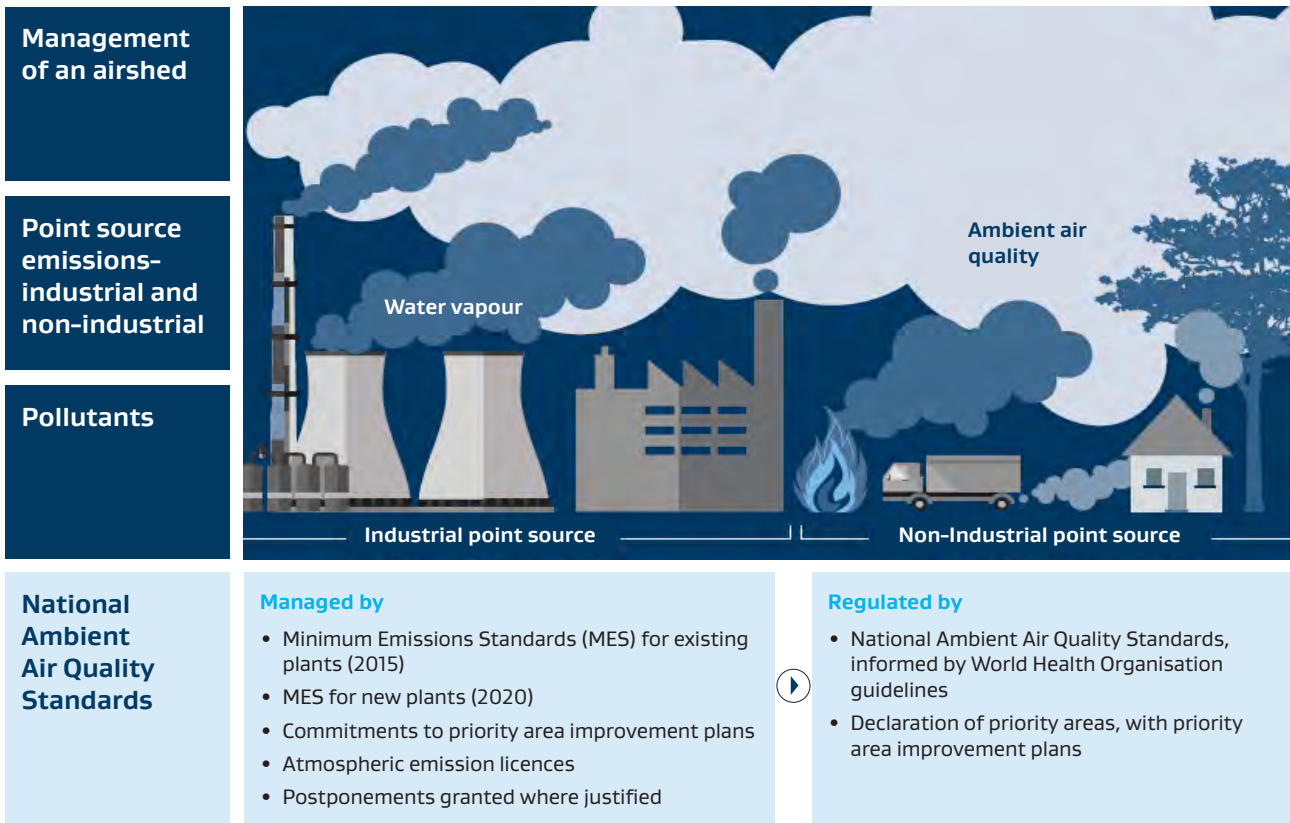 Management
of an airshed
Point source
emissions-
industrial and
non-industrial
Pollutants
Water vapour
Ambient air
quality
Industrial point source
Non-Industrial point source
National
Ambient
Air Quality
Standards
Managed by
• Minimum Emissions Standards (MES) for existing
plants (2015)
• MES for new plants (2020)
• Commitments to priority area improvement plans
• Atmospheric emission licences
• Postponements granted where justified
Regulated by
• National Ambient Air Quality Standards,
informed by World Health Organisation
guidelines
• Declaration of priority areas, with priority
area improvement plans